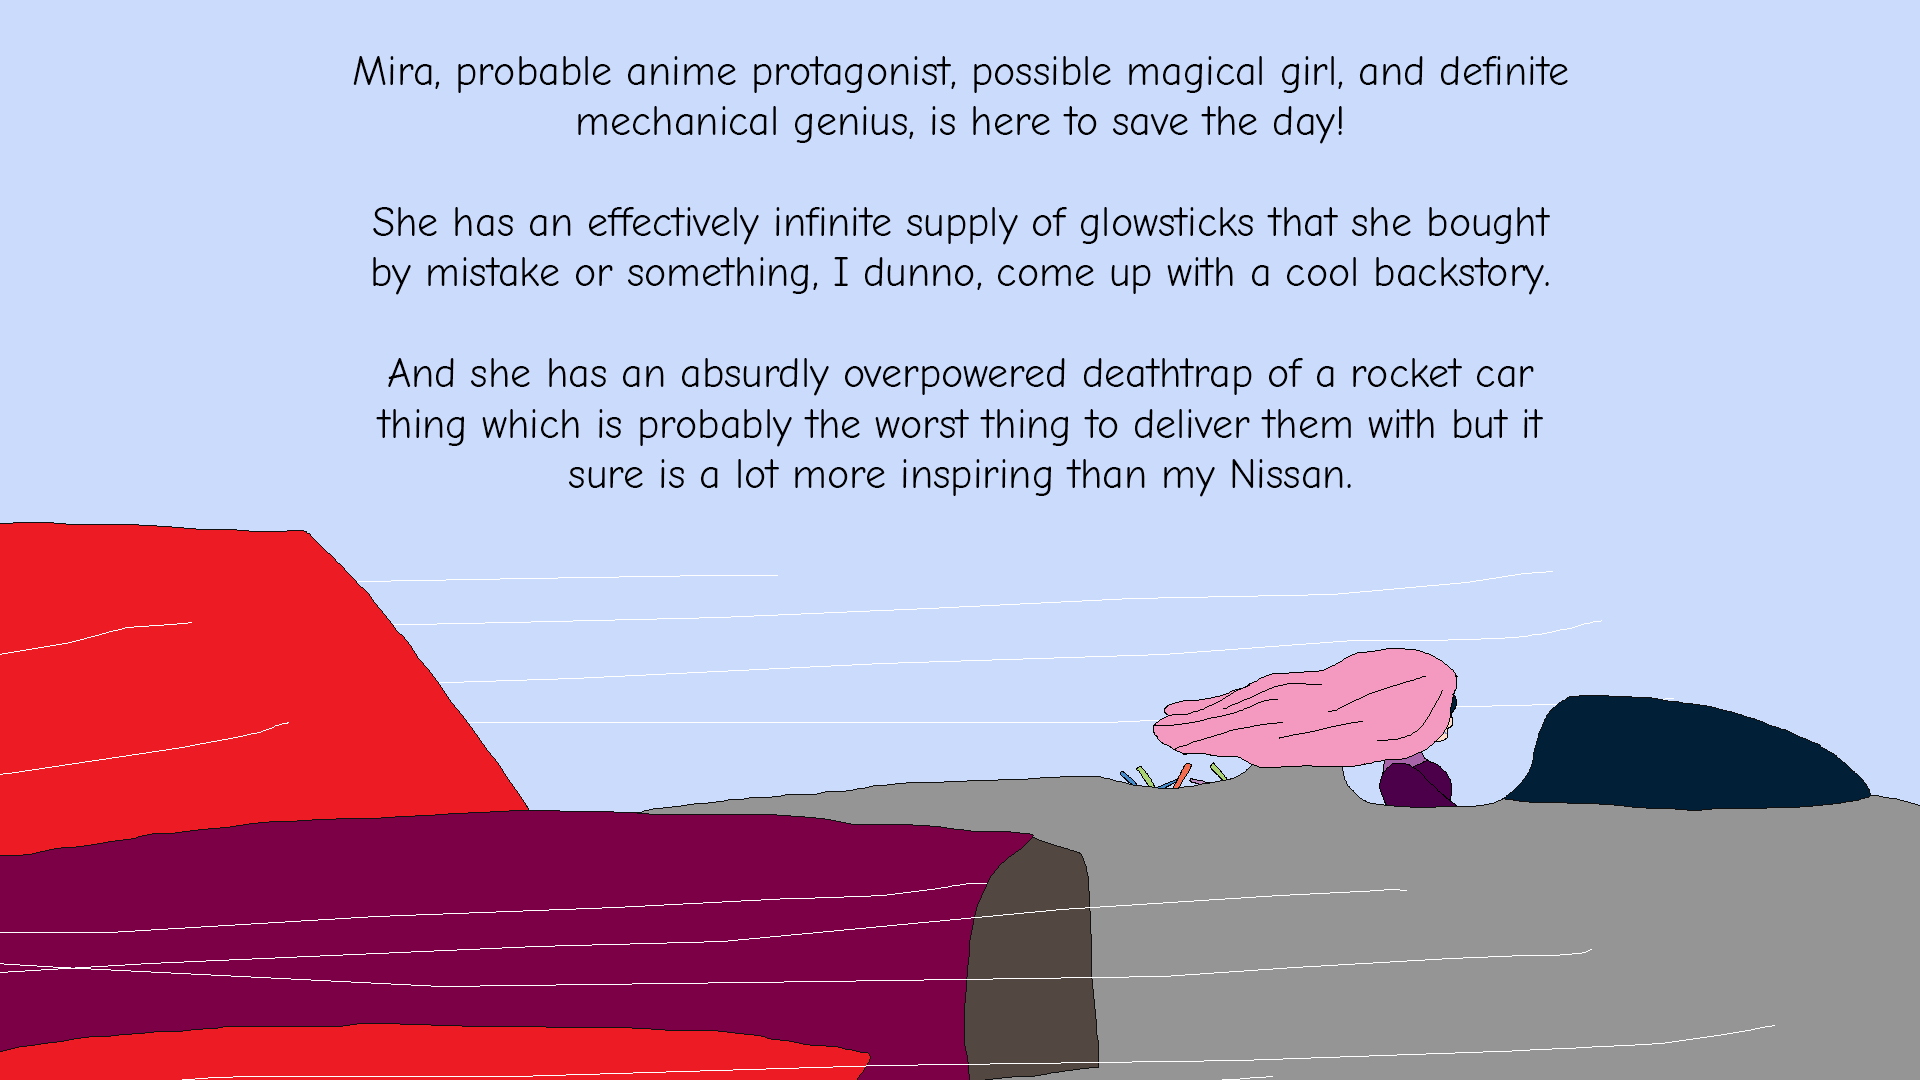 Mira, probable anime protagonist, possible magical girl, and definite
mechanical genius, is here to save the day!
She has an effectively infinite supply of glowsticks that she bought
by mistake or something, I dunno, come up with a cool backstory.
And she has an absurdly overpowered deathtrap of a rocket car
thing which is probably the worst thing to deliver them with but it
sure is a lot more inspiring than my Nissan.